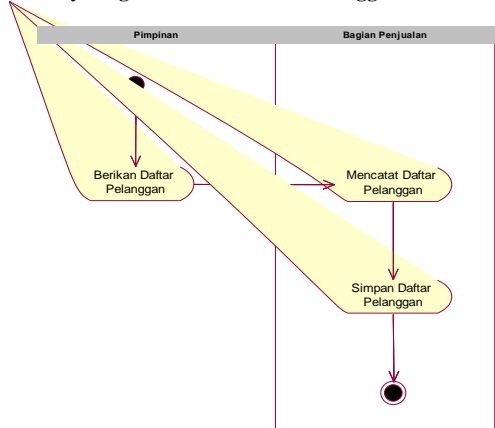 Pimpinan
Bagian Penjualan
Berikan Daftar
Pelanggan
Mencatat Daftar
Pelanggan
Simpan Daftar
Pelanggan